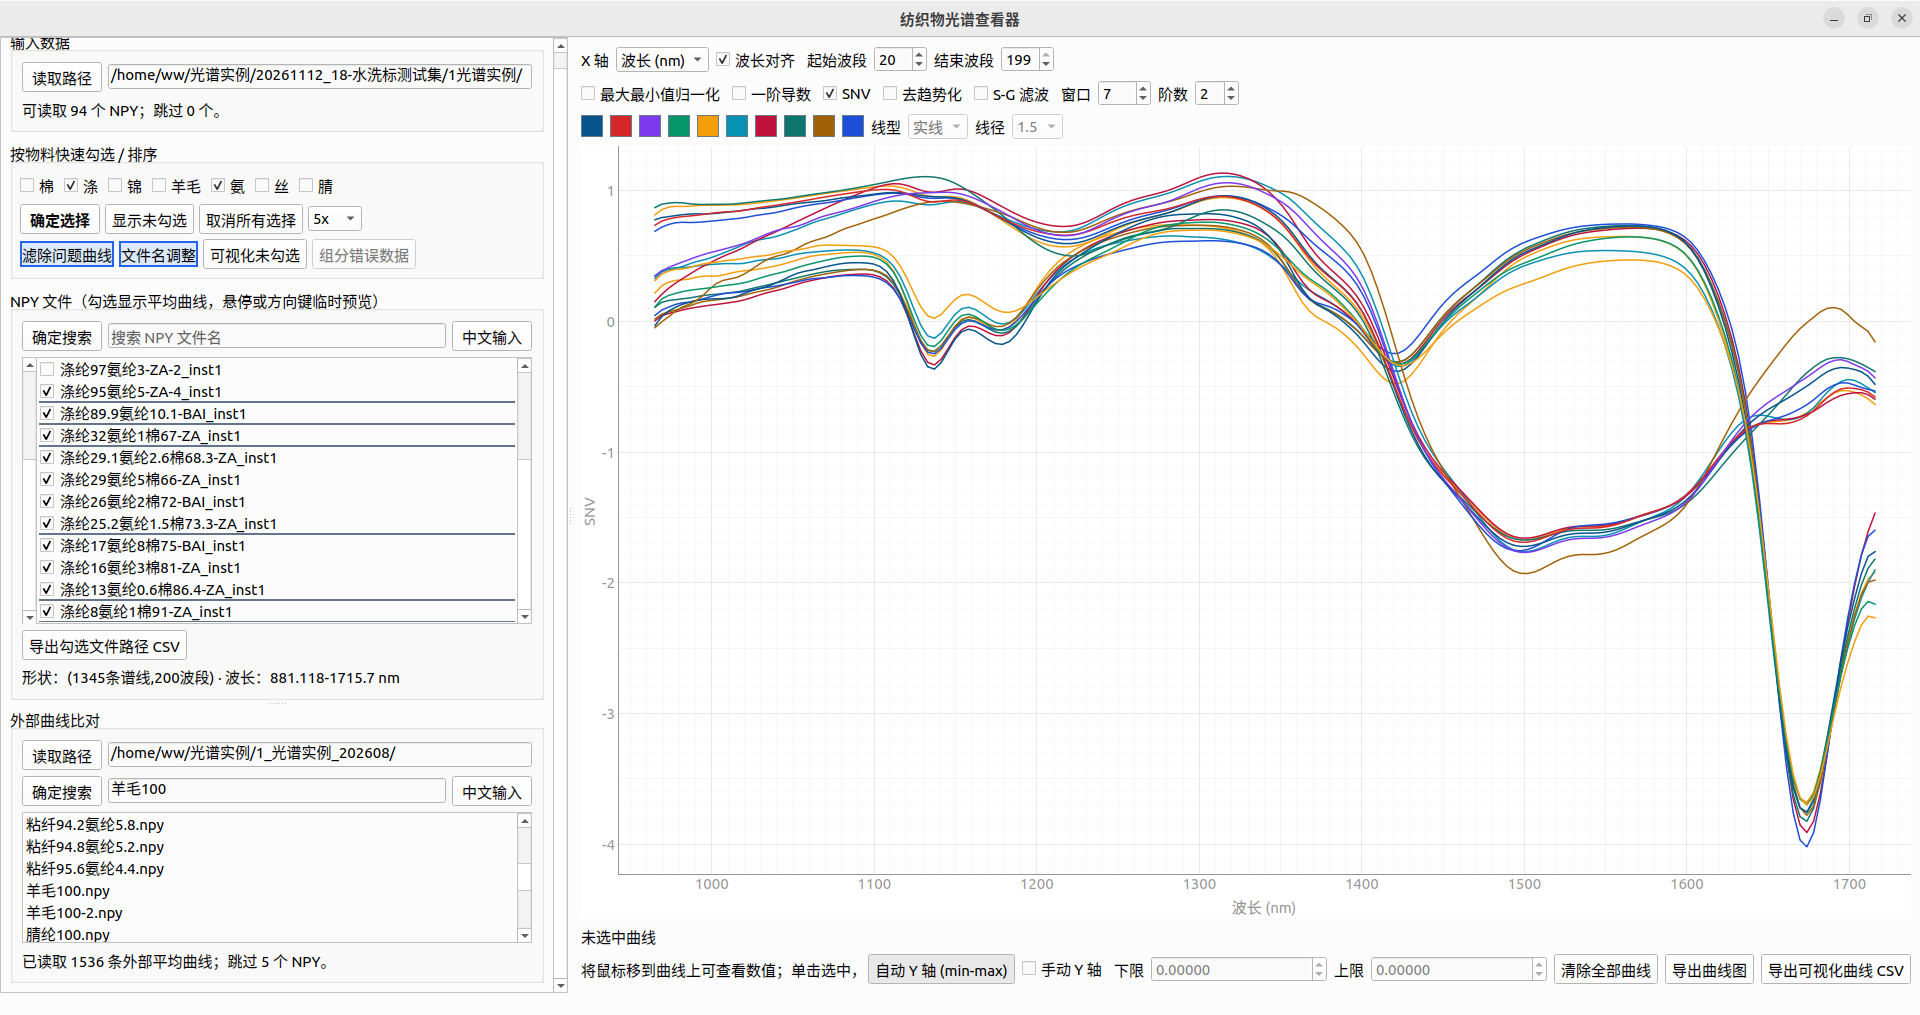 纺织物光谱查看器
输入数据
读取路径 /home/ww/光谱实例/20261112_18-水洗标测试集/1光谱实例/
可读取 94 个 NPY；跳过 0 个。
按物料快速勾选 / 排序
棉 涤 锦 羊毛 氨 丝 腈
确定选择 显示未勾选 取消所有选择 5x
滤除问题曲线 文件名调整 可视化未勾选 组分错误数据
NPY 文件（勾选显示平均曲线，悬停或方向键临时预览）
确定搜索 搜索 NPY 文件名 中文输入
涤纶97氨纶3-ZA-2_inst1
涤纶95氨纶5-ZA-4_inst1
涤纶89.9氨纶10.1-BAI_inst1
涤纶32氨纶1棉67-ZA_inst1
涤纶29.1氨纶2.6棉68.3-ZA_inst1
涤纶29氨纶5棉66-ZA_inst1
涤纶26氨纶2棉72-BAI_inst1
涤纶25.2氨纶1.5棉73.3-ZA_inst1
涤纶17氨纶8棉75-BAI_inst1
涤纶16氨纶3棉81-ZA_inst1
涤纶13氨纶0.6棉86.4-ZA_inst1
涤纶8氨纶1棉91-ZA_inst1
导出勾选文件路径 CSV
形状：(1345条谱线,200波段) · 波长：881.118-1715.7 nm
外部曲线比对
读取路径 /home/ww/光谱实例/1_光谱实例_202608/
确定搜索 羊毛100 中文输入
粘纤94.2氨纶5.8.npy
粘纤94.8氨纶5.2.npy
粘纤95.6氨纶4.4.npy
羊毛100.npy
羊毛100-2.npy
腈纶100.npy
已读取 1536 条外部平均曲线；跳过 5 个 NPY。
X 轴 波长 (nm) 波长对齐 起始波段 20 结束波段 199
最大最小值归一化 一阶导数 SNV 去趋势化 S-G 滤波 窗口 7 阶数 2
线型 实线 线径 1.5
1
0
-1
-2
-3
-4
SNV
1000 1100 1200 1300 1400 1500 1600 1700
波长 (nm)
未选中曲线
将鼠标移到曲线上可查看数值；单击选中， 自动 Y 轴 (min-max) 手动 Y 轴 下限 0.00000 上限 0.00000 清除全部曲线 导出曲线图 导出可视化曲线 CSV